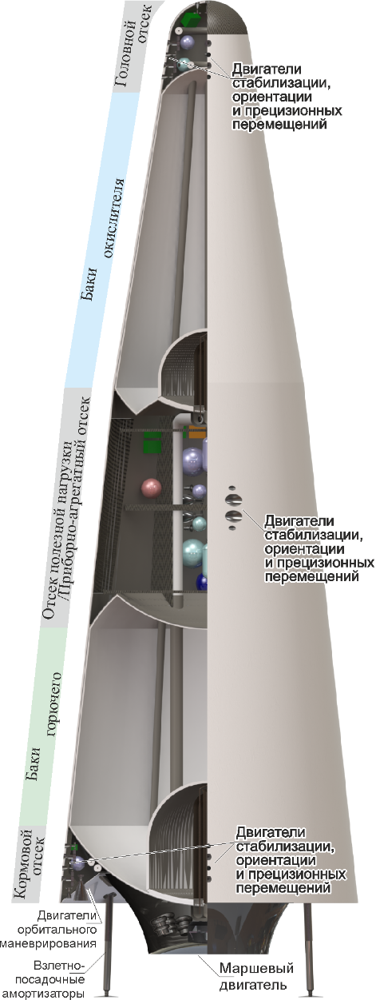 Головной
отсек
Двигатели
стабилизации,
ориентации
и прецизионных
перемещений
Баки окислителя
Отсек полезной нагрузки
/Приборно-агрегатный отсек
Двигатели
стабилизации,
ориентации
и прецизионных
перемещений
Баки горючего
Кормовой
отсек
Двигатели
стабилизации,
ориентации
и прецизионных
перемещений
Двигатели
орбитального
маневрирования
Взлетно-
посадочные
амортизаторы
Маршевый
двигатель